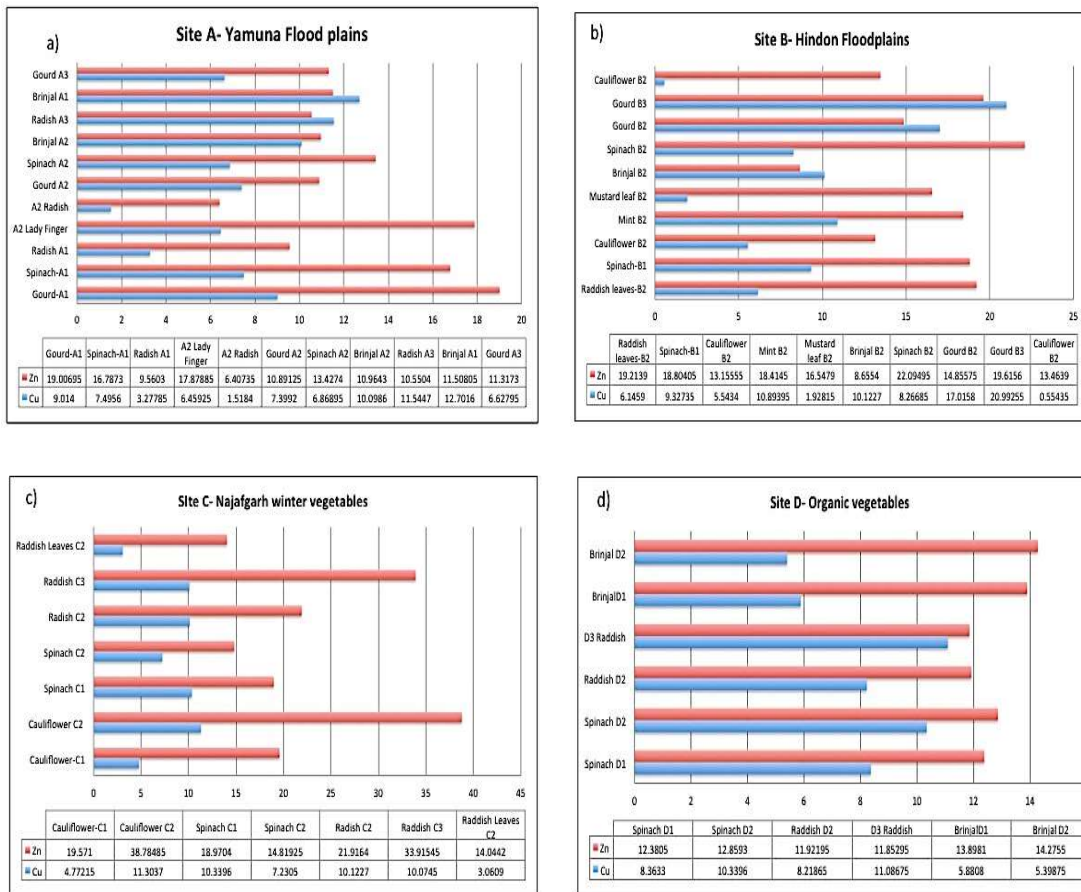 a)
Site A- Yamuna Flood plains
Gourd A3
Brinjal A1
Radish A3
Brinjal A2
Spinach A2
Gourd A2
A2 Radish
A2 Lady Finger
Radish A1
Spinach-A1
Gourd-A1
0 2 4 6 8 10 12 14 16 18 20
Gourd-A1 Spinach-A1 Radish A1 A2 Lady Finger A2 Radish Gourd A2 Spinach A2 Brinjal A2 Radish A3 Brinjal A1 Gourd A3
Zn 19.00695 16.7873 9.5603 17.87885 6.40735 10.89125 13.4274 10.9643 10.5504 11.50805 11.3173
Cu 9.014 7.4956 3.27785 6.45925 1.5184 7.3992 6.86895 10.0986 11.5447 12.7016 6.62795
b)
Site B- Hindon Floodplains
Cauliflower B2
Gourd B3
Gourd B2
Spinach B2
Brinjal B2
Mustard leaf B2
Mint B2
Cauliflower B2
Spinach-B1
Raddish leaves-B2
0 5 10 15 20 25
Raddish leaves-B2 Spinach-B1 Cauliflower B2 Mint B2 Mustard leaf B2 Brinjal B2 Spinach B2 Gourd B2 Gourd B3 Cauliflower B2
Zn 19.2139 18.80405 13.15555 18.4145 16.5479 8.6554 22.09495 14.85575 19.6156 13.4639
Cu 6.1459 9.32735 5.5434 10.89395 1.92815 10.1227 8.26685 17.0158 20.99255 0.55435
c)
SIte C- Najafgarh winter vegetables
Raddish Leaves C2
Raddish C3
Radish C2
Spinach C2
Spinach C1
Cauliflower C2
Cauliflower-C1
0 5 10 15 20 25 30 35 40 45
Cauliflower-C1 Cauliflower C2 Spinach C1 Spinach C2 Radish C2 Raddish C3 Raddish Leaves C2
Zn 19.571 38.78485 18.9704 14.81925 21.9164 33.91545 14.0442
Cu 4.77215 11.3037 10.3396 7.2305 10.1227 10.0745 3.0609
d)
Site D- Organic vegetables
Brinjal D2
BrinjalD1
D3 Raddish
Raddish D2
Spinach D2
Spinach D1
0 2 4 6 8 10 12 14
Spinach D1 Spinach D2 Raddish D2 D3 Raddish BrinjalD1 Brinjal D2
Zn 12.3805 12.8593 11.92195 11.85295 13.8981 14.2755
Cu 8.3633 10.3396 8.21865 11.08675 5.8808 5.39875